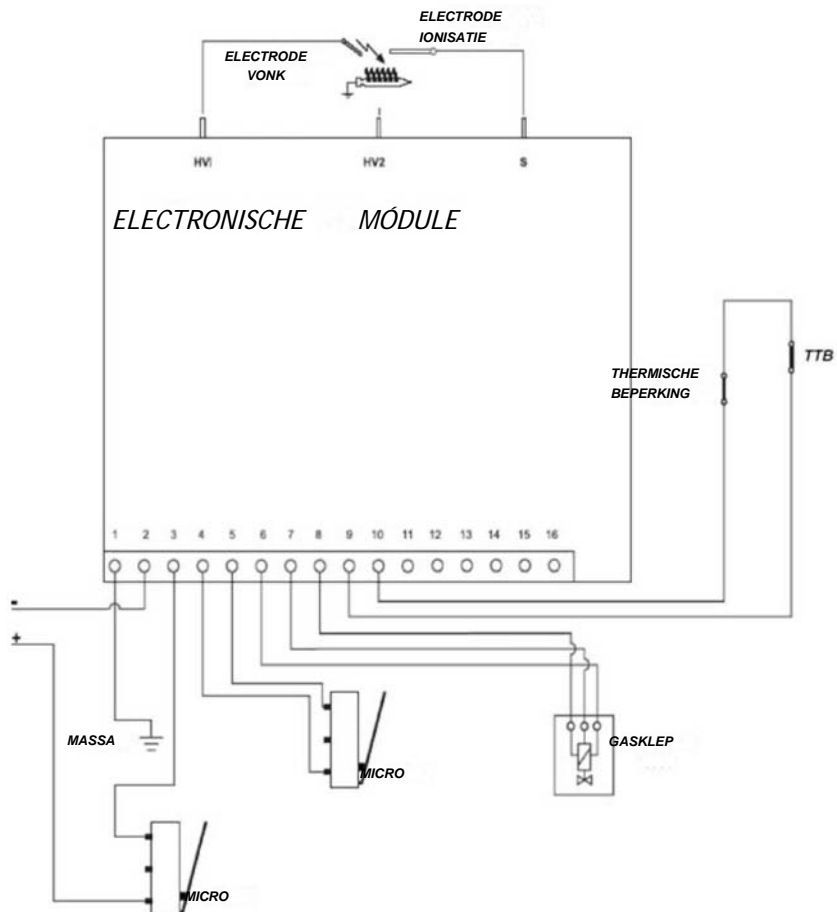 ELECTRODE
IONISATIE
ELECTRODE
VONK
HVI
HV2
S
ELECTRONISCHE MÓDULE
TTB
THERMISCHE
BEPERKING
1 2 3 4 5 6 7 8 9 10 11 12 13 14 15 16
-
+
MASSA
GASKLEP
MICRO
MICRO